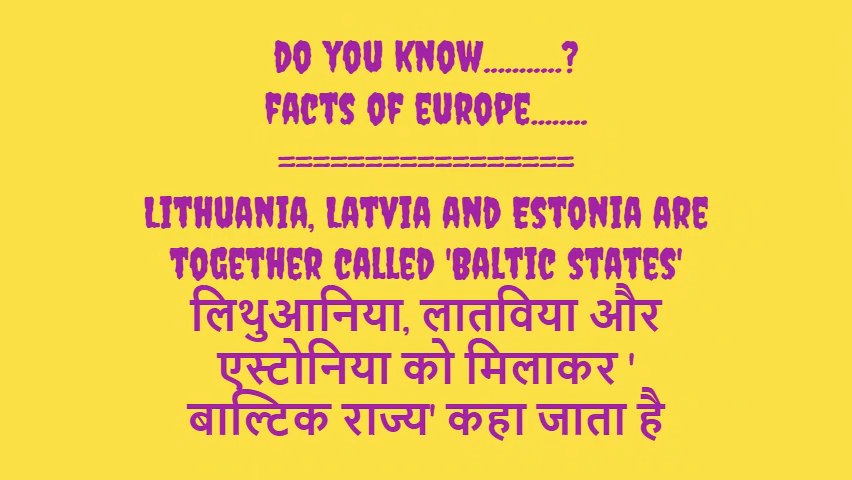 DO YOU KNOW...........?
FACTS OF EUROPE........
=================
LITHUANIA, LATVIA AND ESTONIA ARE
TOGETHER CALLED 'BALTIC STATES'
लिथुआनिया, लातविया और
एस्टोनिया को मिलाकर '
बाल्टिक राज्य' कहा जाता है